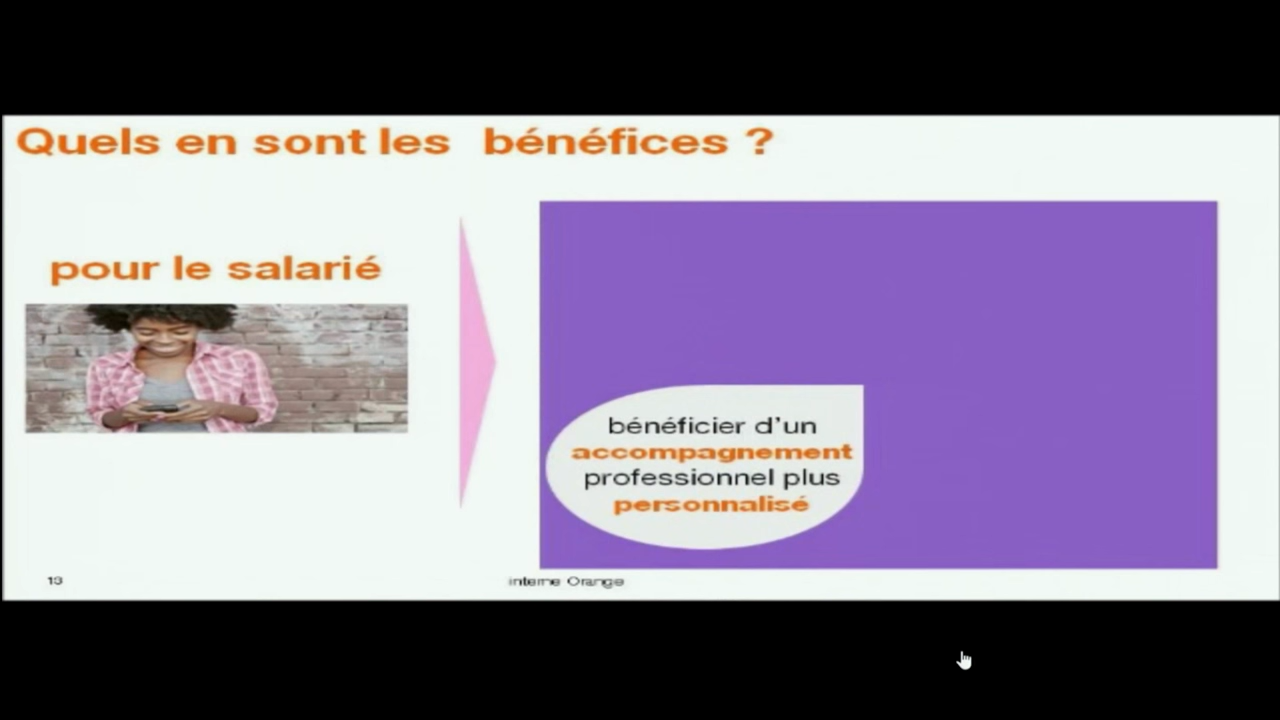 Quels en sont les bénéfices ?
pour le salarié
bénéficier d'un
accompagnement
professionnel plus
personnalisé
13
interne Orange